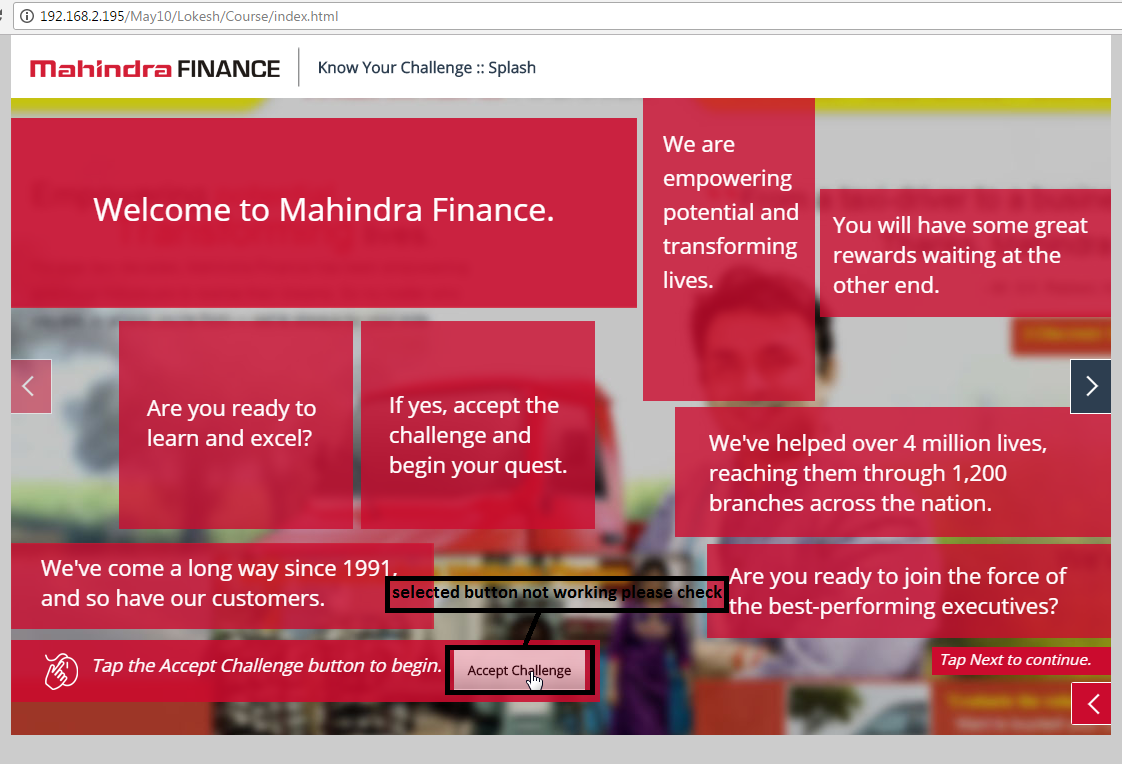 192.168.2.195/May10/Lokesh/Course/index.html
Mahindra FINANCE
Know Your Challenge :: Splash
Welcome to Mahindra Finance.
We are
empowering
potential and
transforming
lives.
You will have some great
rewards waiting at the
other end.
Are you ready to
learn and excel?
If yes, accept the
challenge and
begin your quest.
We've helped over 4 million lives,
reaching them through 1,200
branches across the nation.
We've come a long way since 1991,
and so have our customers.
selected button not working please check
Are you ready to join the force of
the best-performing executives?
Tap the Accept Challenge button to begin.
Accept Challenge
Tap Next to continue.